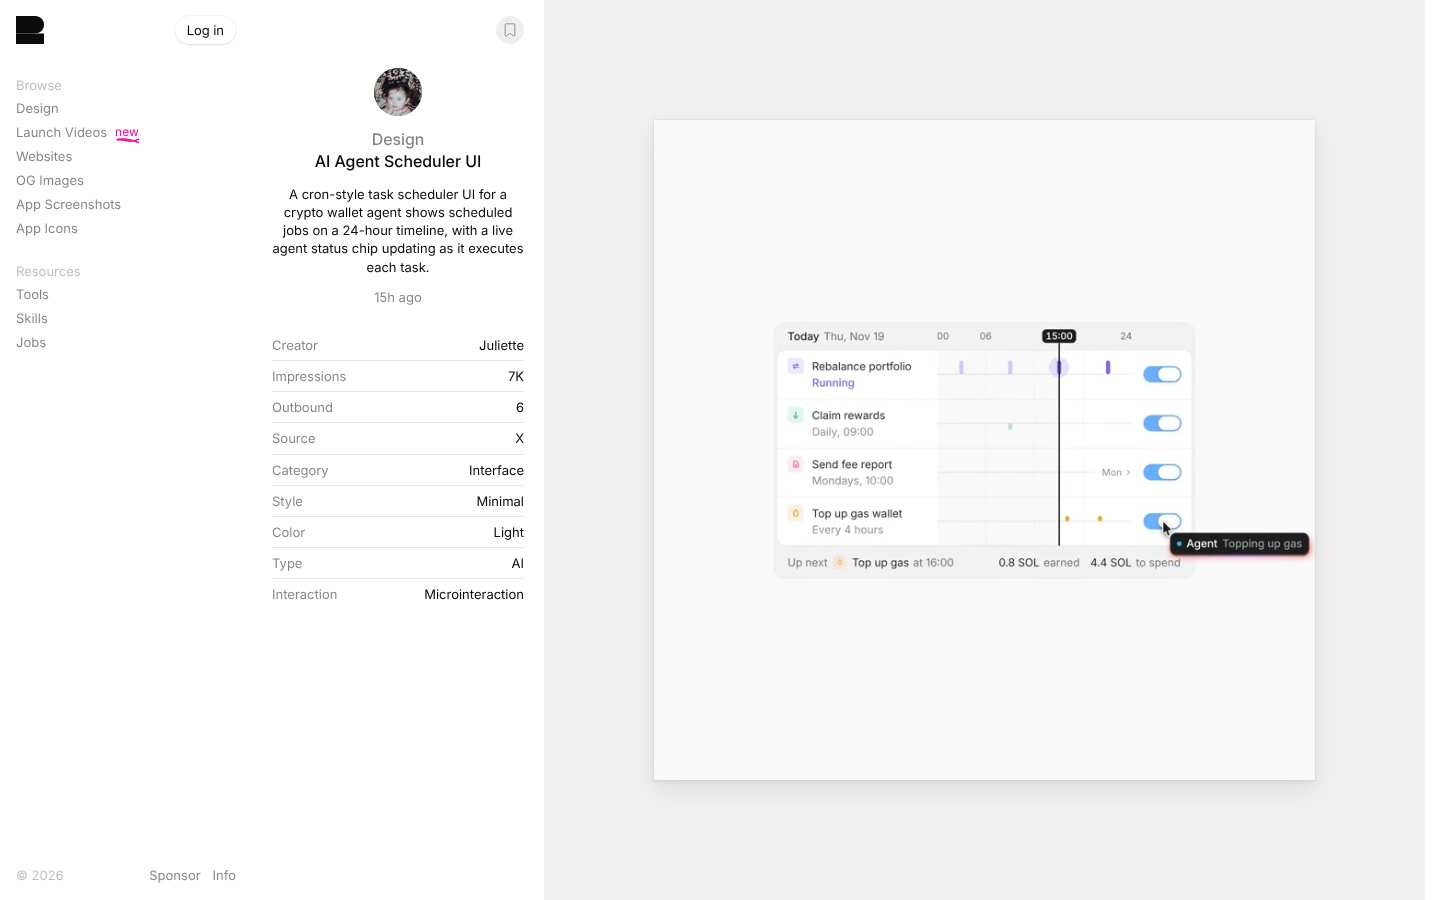 Log in
Browse
Design
Launch Videos new
Websites
OG Images
App Screenshots
App Icons
Resources
Tools
Skills
Jobs
© 2026
Sponsor Info
Design
AI Agent Scheduler UI
A cron-style task scheduler UI for a
crypto wallet agent shows scheduled
jobs on a 24-hour timeline, with a live
agent status chip updating as it executes
each task.
15h ago
Creator Juliette
Impressions 7K
Outbound 6
Source X
Category Interface
Style Minimal
Color Light
Type AI
Interaction Microinteraction
Today Thu, Nov 19 00 06 15:00 24
Rebalance portfolio
Running
Claim rewards
Daily, 09:00
Send fee report
Mondays, 10:00
Mon >
Top up gas wallet
Every 4 hours
Agent Topping up gas
Up next Top up gas at 16:00 0.8 SOL earned 4.4 SOL to spend